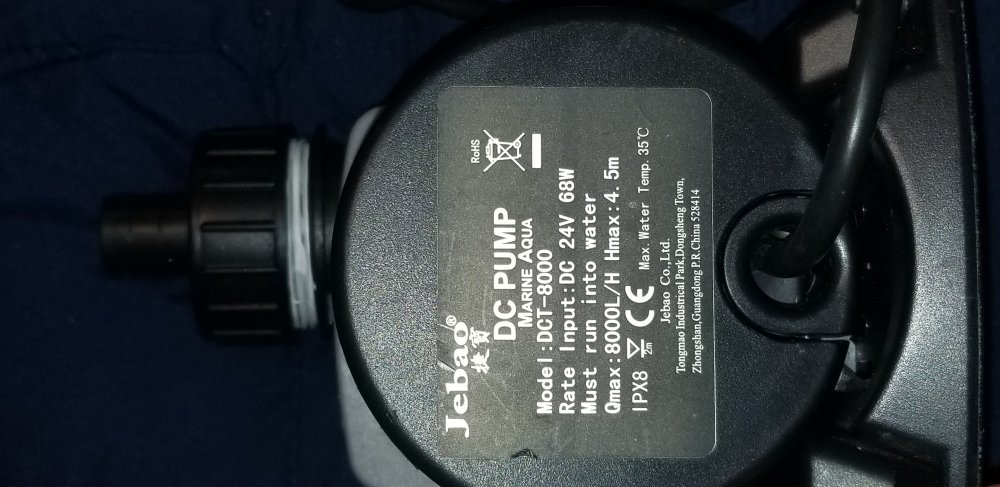 Jebao®
捷宝
DC PUMP
MARINE AQUA
RoHS
Model:DCT-8000
Rate Input:DC 24V 68W
Must run into water
Qmax:8000L/H Hmax:4.5m
IPX8 2m CE Max.Water Temp.35℃
Jebao Co.,Ltd.
Tongmao Industrical Park,Dongsheng Town,
Zhongshan,Guangdong P.R.China 528414